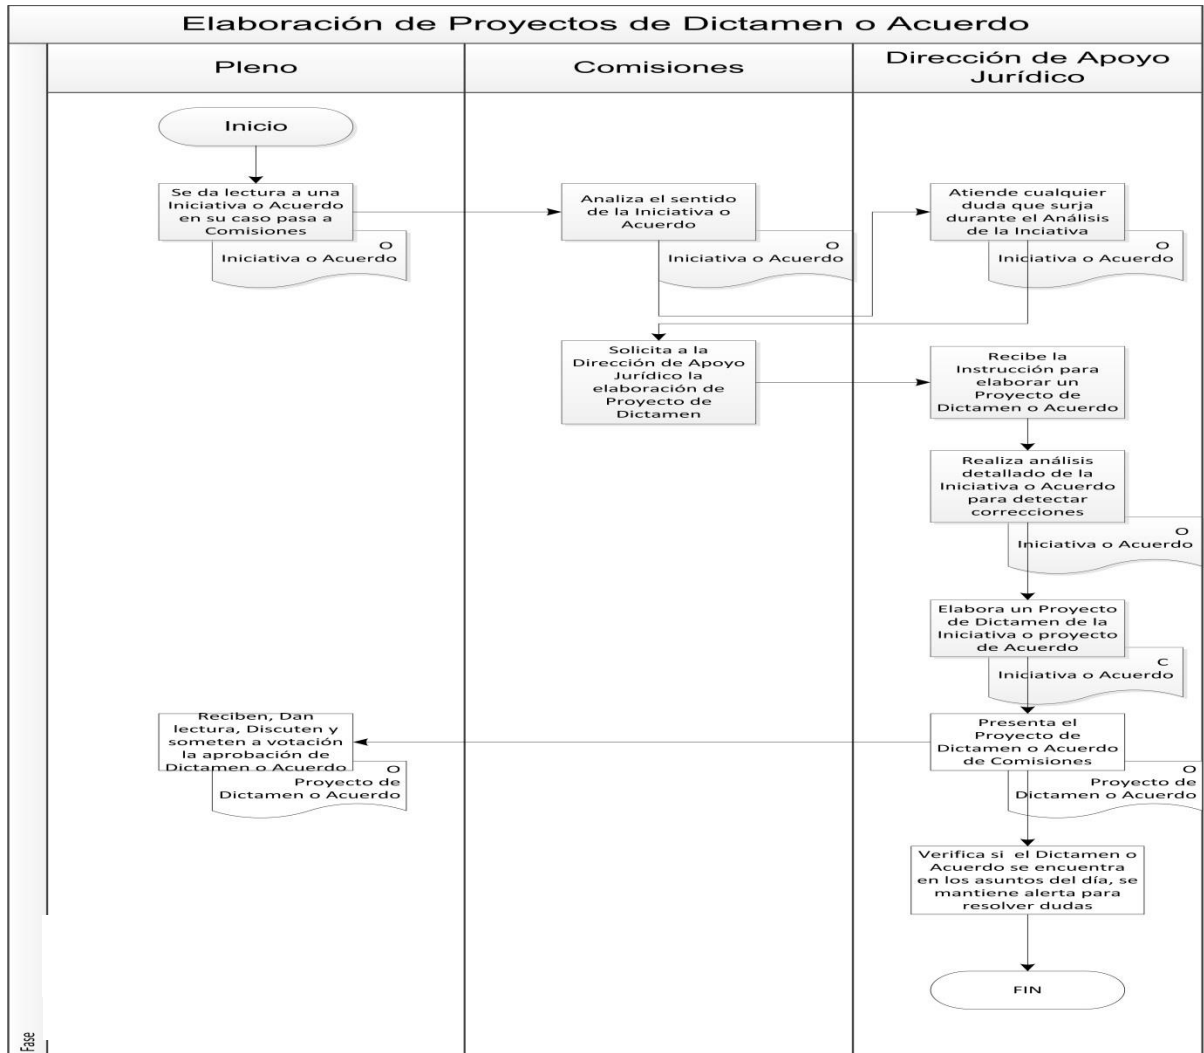 Elaboración de Proyectos de Dictamen o Acuerdo
Pleno
Comisiones
Dirección de Apoyo
Jurídico
Inicio
Se da lectura a una
Iniciativa o Acuerdo
en su caso pasa a
Comisiones
O
Iniciativa o Acuerdo
Analiza el sentido
de la Iniciativa o
Acuerdo
O
Iniciativa o Acuerdo
Atiende cualquier
duda que surja
durante el Análisis
de la Inciativa
O
Iniciativa o Acuerdo
Solicita a la
Dirección de Apoyo
Jurídico la
elaboración de
Proyecto de
Dictamen
Recibe la
Instrucción para
elaborar un
Proyecto de
Dictamen o Acuerdo
Realiza análisis
detallado de la
Iniciativa o Acuerdo
para detectar
correcciones
O
Iniciativa o Acuerdo
Elabora un Proyecto
de Dictamen de la
Iniciativa o proyecto
de Acuerdo
C
Iniciativa o Acuerdo
Presenta el
Proyecto de
Dictamen o Acuerdo
de Comisiones
O
Proyecto de
Dictamen o Acuerdo
Reciben, Dan
lectura, Discuten y
someten a votación
la aprobación de
Dictamen o Acuerdo
O
Proyecto de
Dictamen o Acuerdo
Verifica si el Dictamen o
Acuerdo se encuentra
en los asuntos del día, se
mantiene alerta para
resolver dudas
FIN
Fase